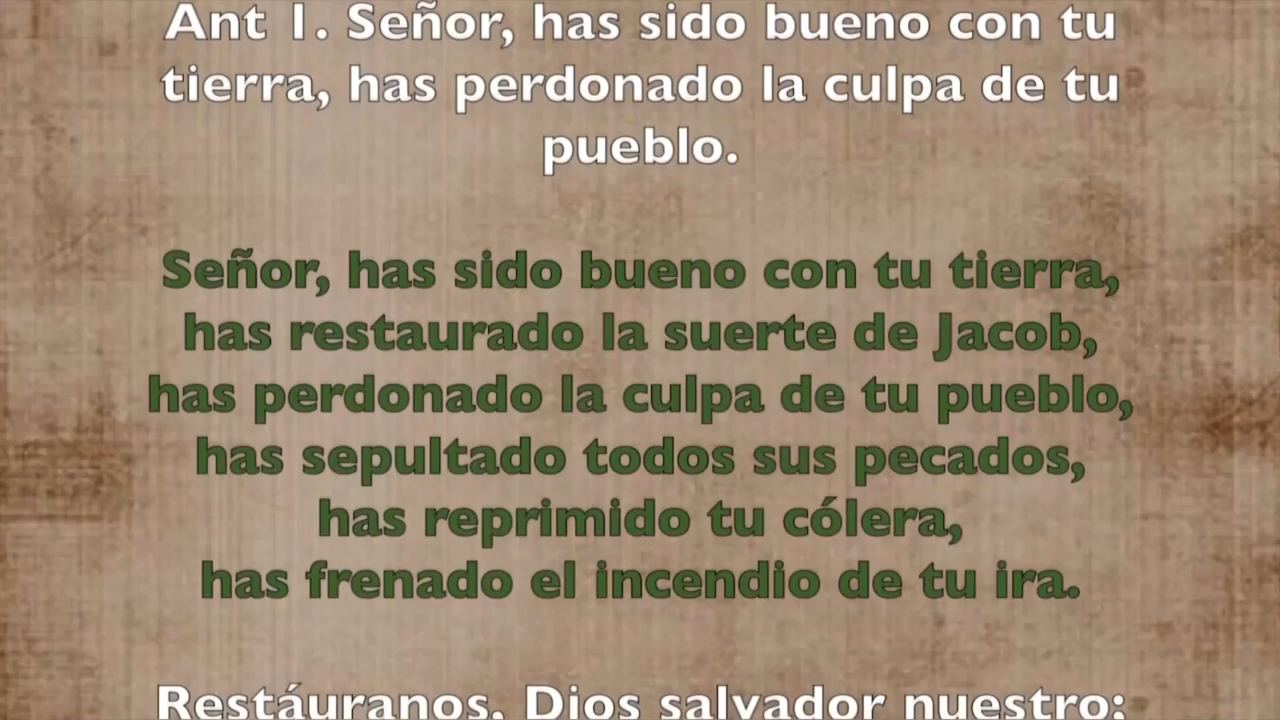 Ant 1. Señor, has sido bueno con tu
tierra, has perdonado la culpa de tu
pueblo.
Señor, has sido bueno con tu tierra,
has restaurado la suerte de Jacob,
has perdonado la culpa de tu pueblo,
has sepultado todos sus pecados,
has reprimido tu cólera,
has frenado el incendio de tu ira.
Restáuranos, Dios salvador nuestro: